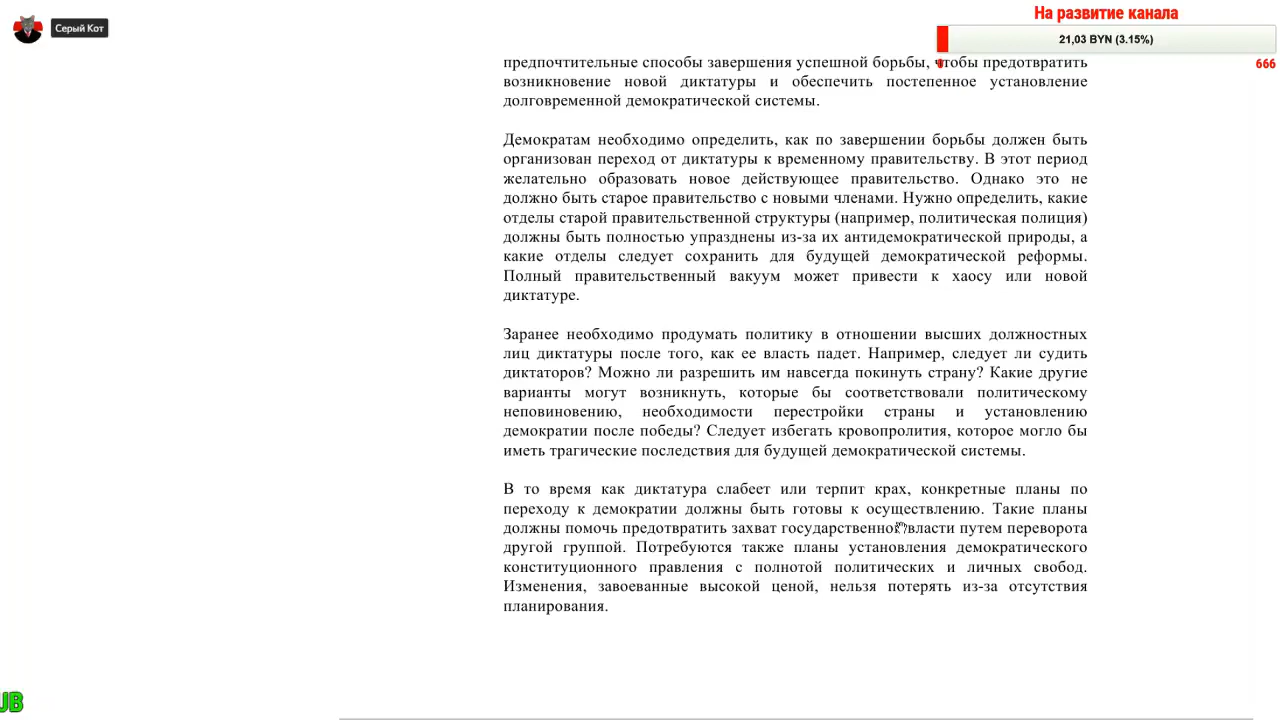 На развитие канала
Серый Кот
21,03 BYN (3.15%)
666
предпочтительные способы завершения успешной борьбы, чтобы предотвратить
возникновение новой диктатуры и обеспечить постепенное установление
долговременной демократической системы.
Демократам необходимо определить, как по завершении борьбы должен быть
организован переход от диктатуры к временному правительству. В этот период
желательно образовать новое действующее правительство. Однако это не
должно быть старое правительство с новыми членами. Нужно определить, какие
отделы старой правительственной структуры (например, политическая полиция)
должны быть полностью упразднены из-за их антидемократической природы, а
какие отделы следует сохранить для будущей демократической реформы.
Полный правительственный вакуум может привести к хаосу или новой
диктатуре.
Заранее необходимо продумать политику в отношении высших должностных
лиц диктатуры после того, как ее власть падет. Например, следует ли судить
диктаторов? Можно ли разрешить им навсегда покинуть страну? Какие другие
варианты могут возникнуть, которые бы соответствовали политическому
неповиновению, необходимости перестройки страны и установлению
демократии после победы? Следует избегать кровопролития, которое могло бы
иметь трагические последствия для будущей демократической системы.
В то время как диктатура слабеет или терпит крах, конкретные планы по
переходу к демократии должны быть готовы к осуществлению. Такие планы
должны помочь предотвратить захват государственной власти путем переворота
другой группой. Потребуются также планы установления демократического
конституционного правления с полнотой политических и личных свобод.
Изменения, завоеванные высокой ценой, нельзя потерять из-за отсутствия
планирования.
UB